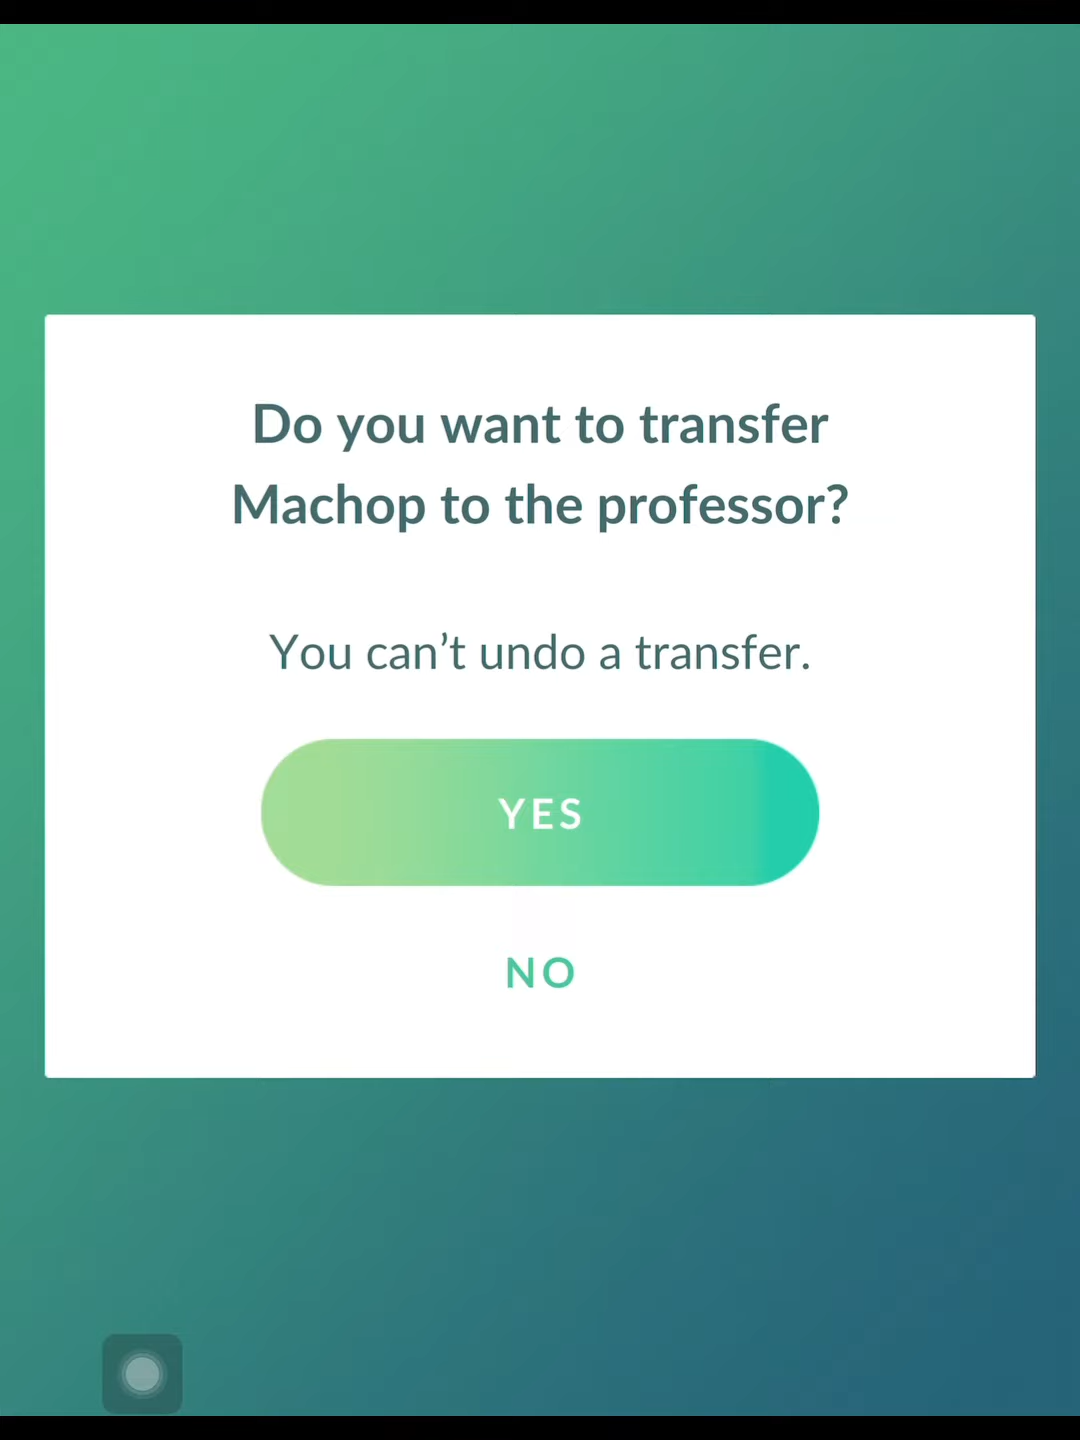 Do you want to transfer
Machop to the professor?
You can’t undo a transfer.
YES
NO